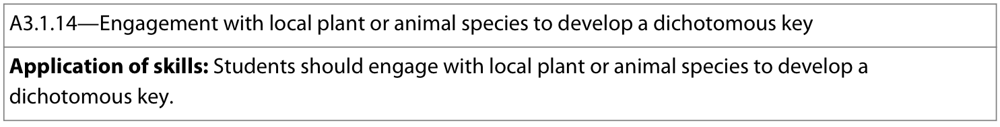 A3.1.14—Engagement with local plant or animal species to develop a dichotomous key
Application of skills: Students should engage with local plant or animal species to develop a
dichotomous key.